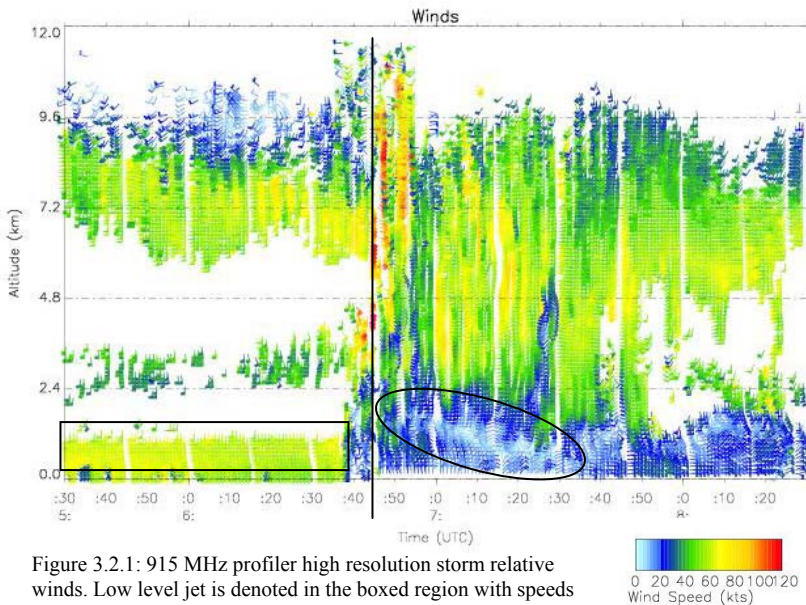 Winds
12.0
9.6
7.2
4.8
2.4
0.0
Altitude (km)
:30 :40 :50 :0 :10 :20 :30 :40 :50 :0 :10 :20 :30 :40 :50 :0 :10 :20
5: 6: 7: 8:
Time (UTC)
Figure 3.2.1: 915 MHz profiler high resolution storm relative
winds. Low level jet is denoted in the boxed region with speeds
0 20 40 60 80 100 120
Wind Speed (kts)